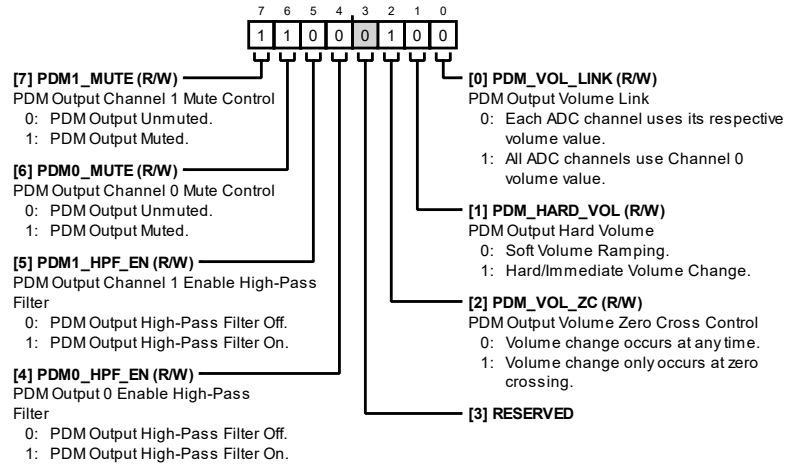 7 6 5 4 3 2 1 0
1 1 0 0 0 1 0 0
[7] PDM1_MUTE (R/W)
PDM Output Channel 1 Mute Control
0: PDM Output Unmuted.
1: PDM Output Muted.
[6] PDM0_MUTE (R/W)
PDM Output Channel 0 Mute Control
0: PDM Output Unmuted.
1: PDM Output Muted.
[5] PDM1_HPF_EN (R/W)
PDM Output Channel 1 Enable High-Pass
Filter
0: PDM Output High-Pass Filter Off.
1: PDM Output High-Pass Filter On.
[4] PDM0_HPF_EN (R/W)
PDM Output 0 Enable High-Pass
Filter
0: PDM Output High-Pass Filter Off.
1: PDM Output High-Pass Filter On.
[0] PDM_VOL_LINK (R/W)
PDM Output Volume Link
0: Each ADC channel uses its respective
volume value.
1: All ADC channels use Channel 0
volume value.
[1] PDM_HARD_VOL (R/W)
PDM Output Hard Volume
0: Soft Volume Ramping.
1: Hard/Immediate Volume Change.
[2] PDM_VOL_ZC (R/W)
PDM Output Volume Zero Cross Control
0: Volume change occurs at any time.
1: Volume change only occurs at zero
crossing.
[3] RESERVED